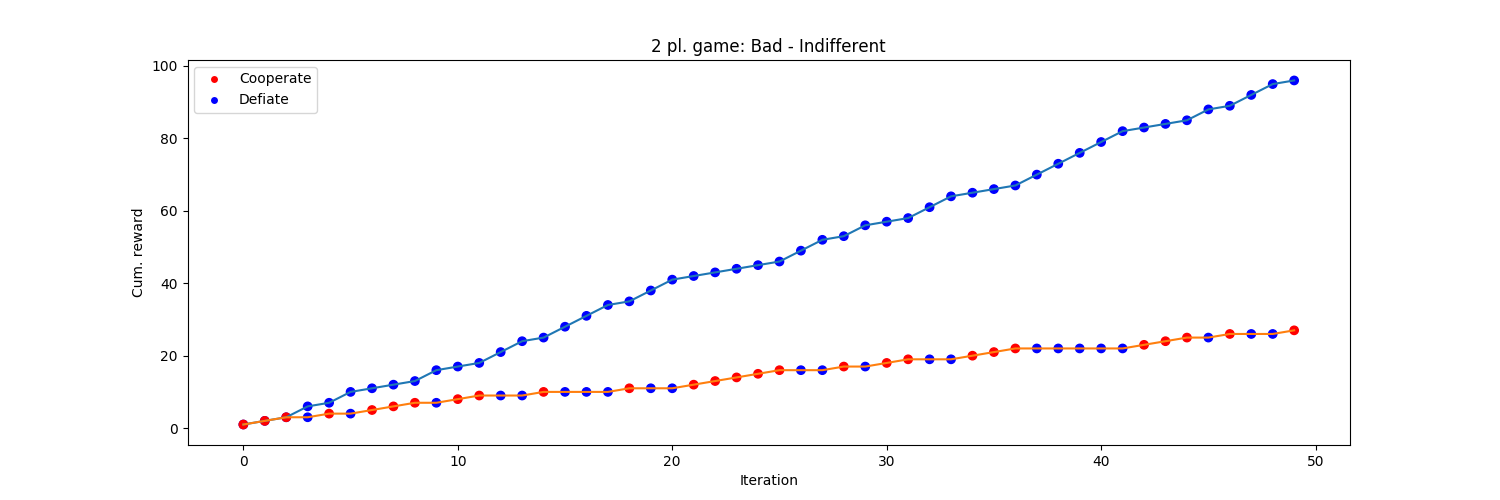 2 pl. game: Bad - Indifferent
Cooperate
Defiate
Cum. reward
100
80
60
40
20
0
0 10 20 30 40 50
Iteration